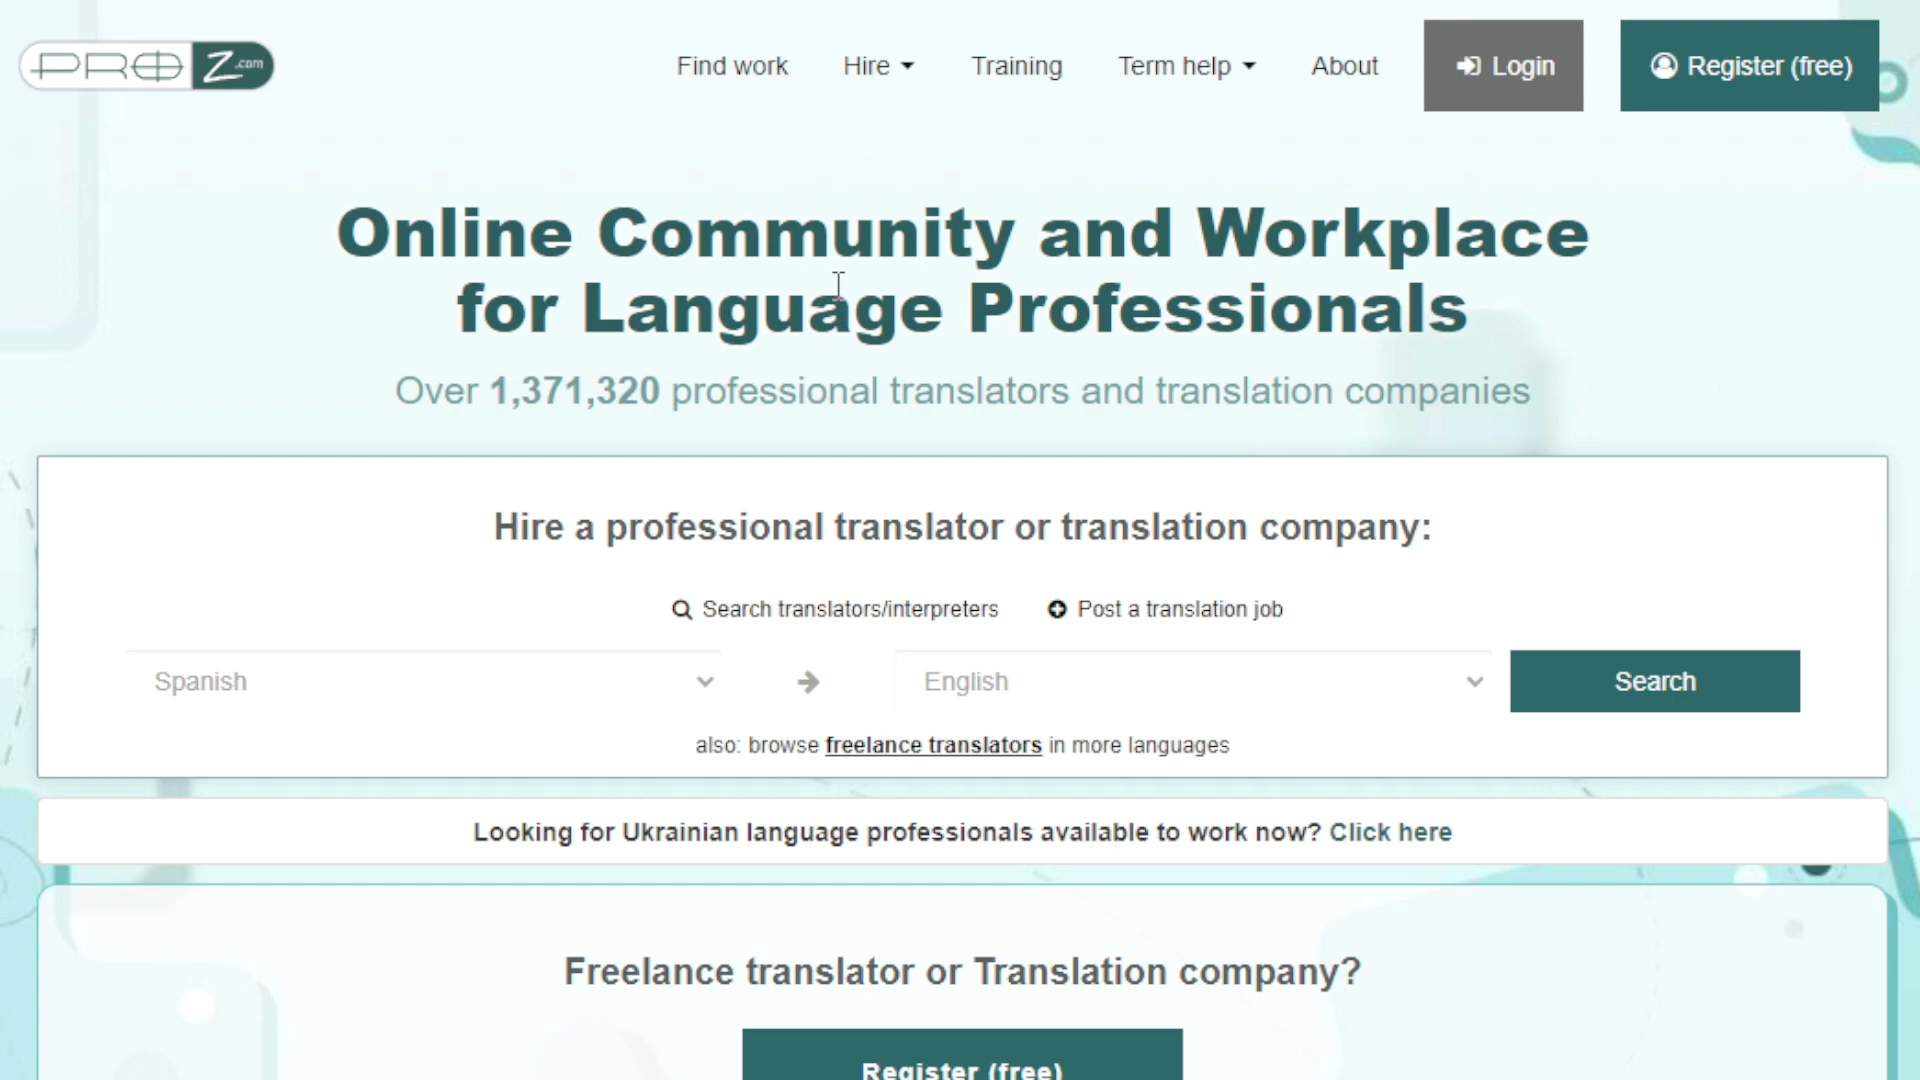 PROZ.com
Find work Hire Training Term help About Login Register (free)
Online Community and Workplace
for Language Professionals
Over 1,371,320 professional translators and translation companies
Hire a professional translator or translation company:
Search translators/interpreters Post a translation job
Spanish English Search
also: browse freelance translators in more languages
Looking for Ukrainian language professionals available to work now? Click here
Freelance translator or Translation company?
Register (free)